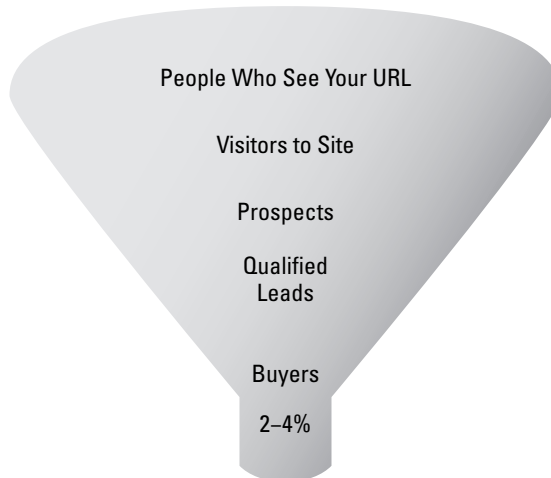 People Who See Your URL
Visitors to Site
Prospects
Qualified
Leads
Buyers
2–4%